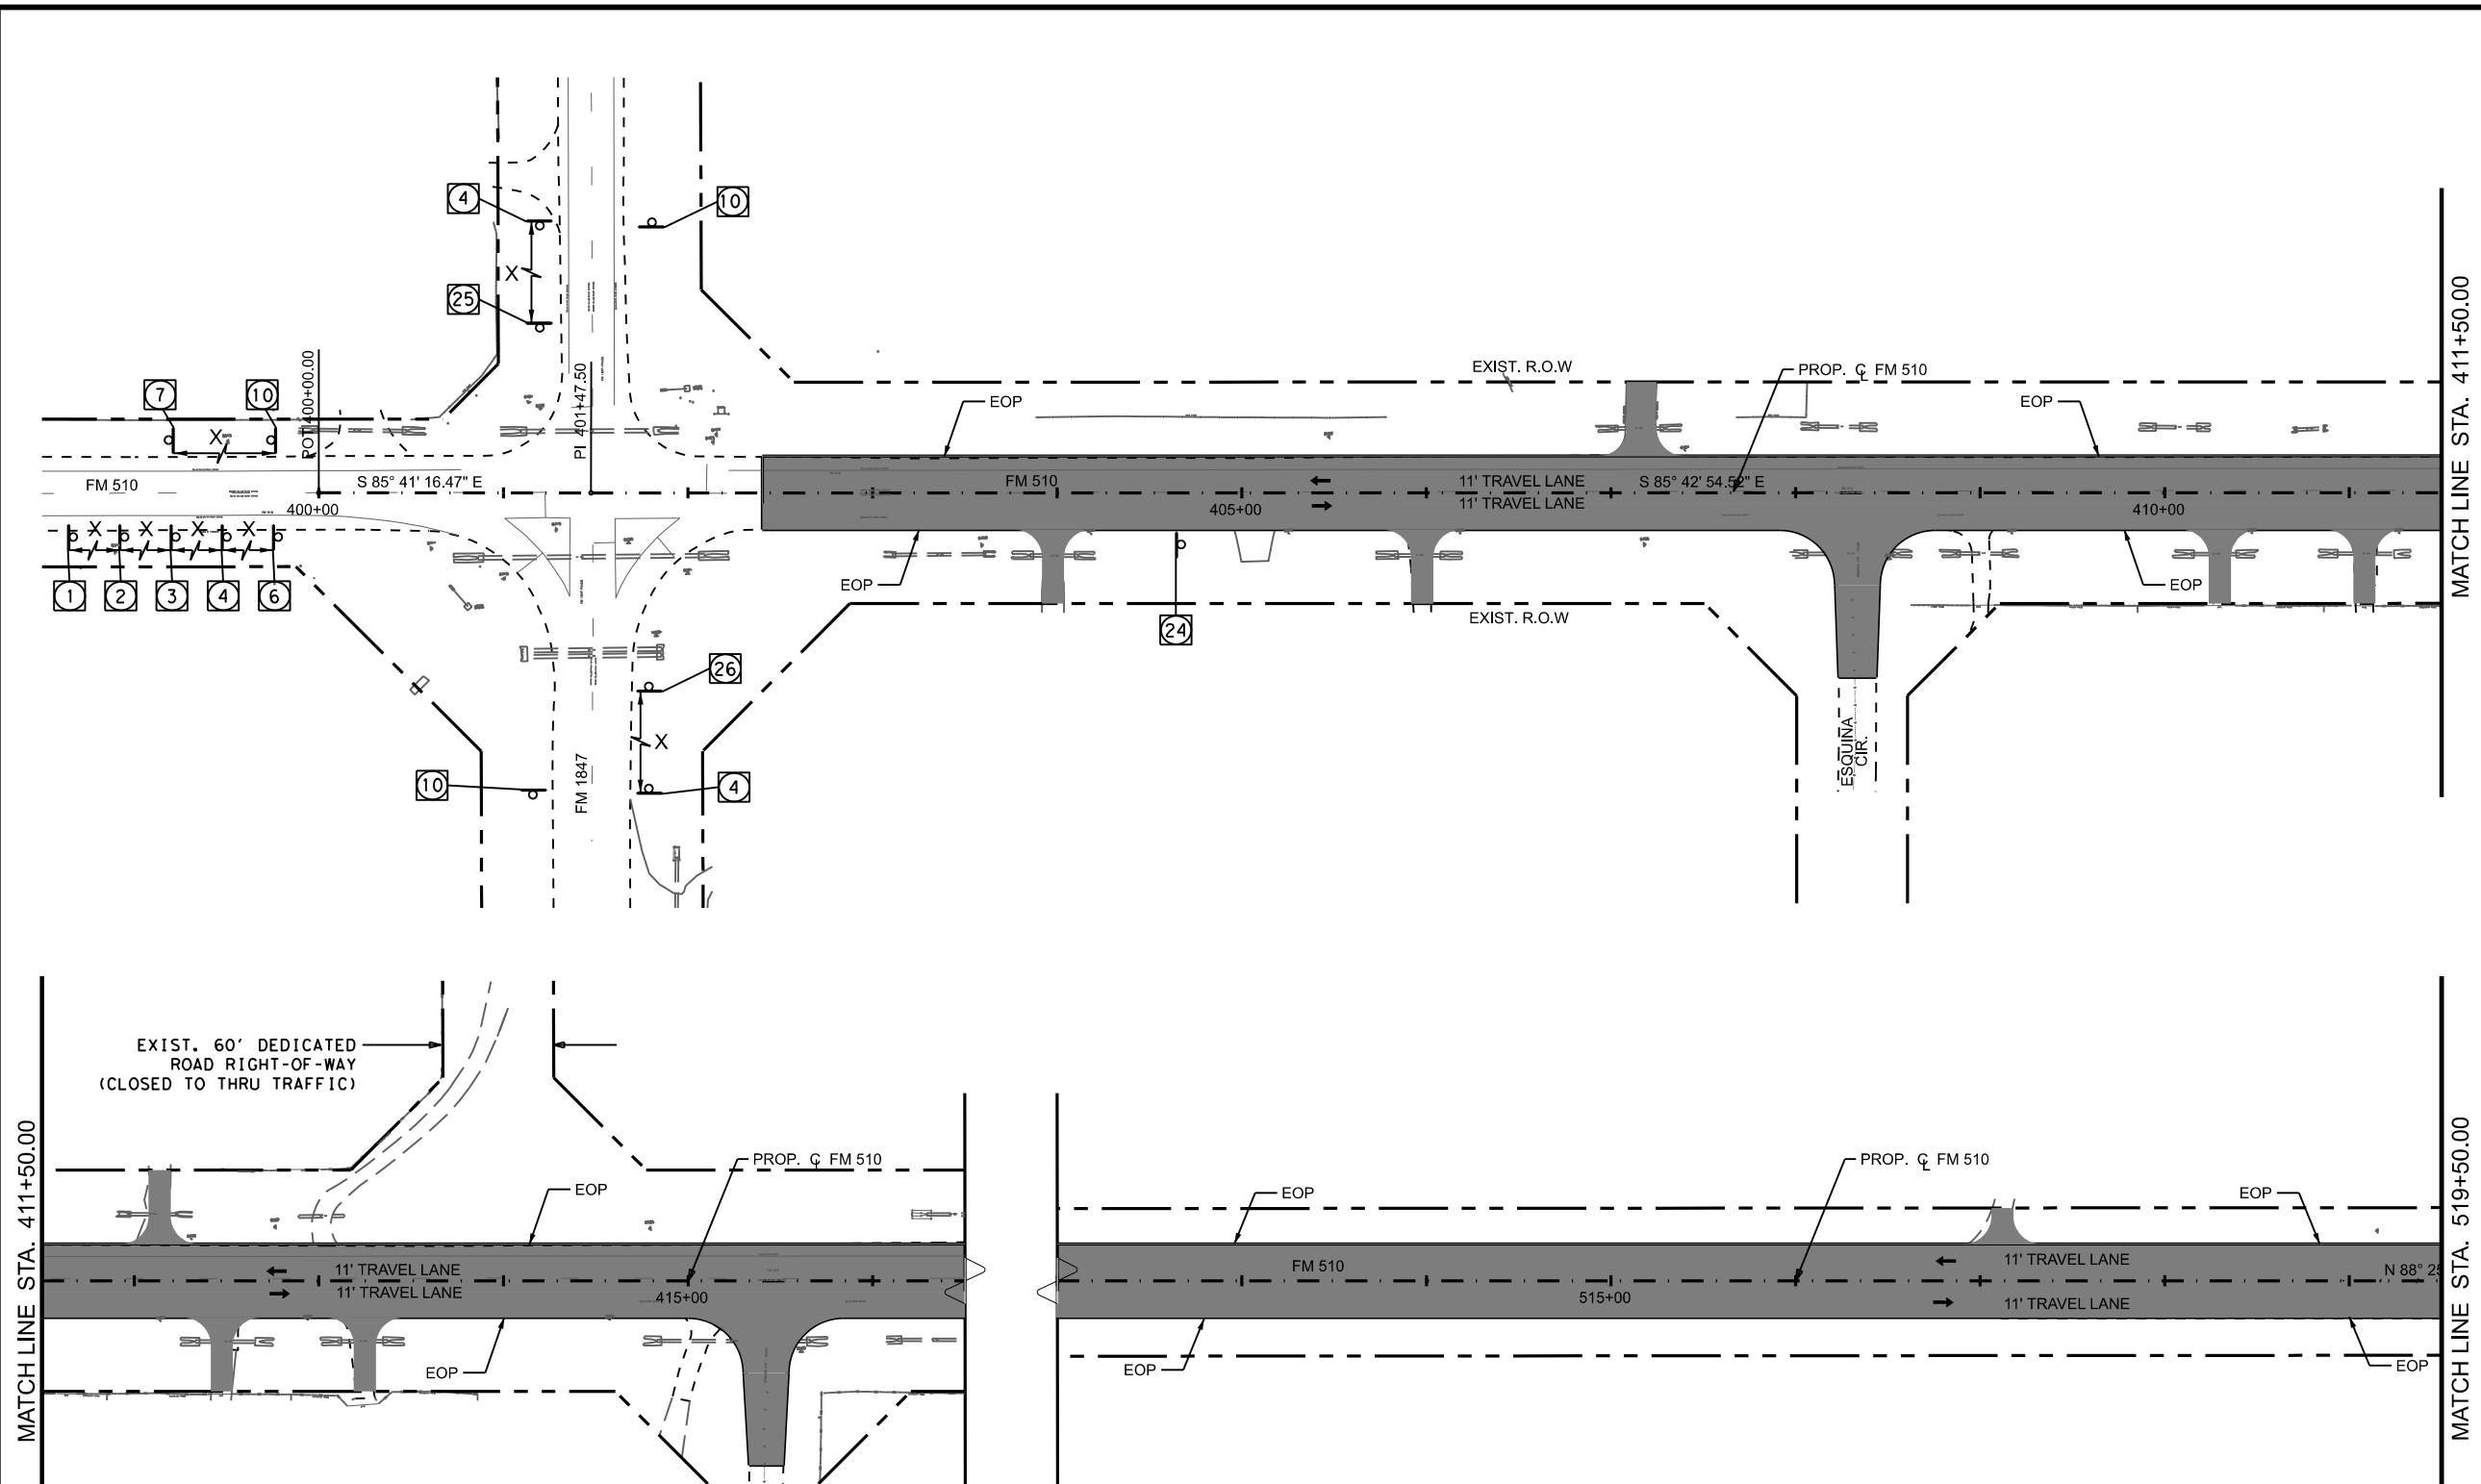 4
10
X
25
7
10
X
POT 400+00.00
PI 401+47.50
EXIST. R.O.W
PROP. ℄ FM 510
EOP
EOP
FM 510
S 85° 41' 16.47" E
400+00
FM 510
405+00
11' TRAVEL LANE
11' TRAVEL LANE
S 85° 42' 54.52" E
410+00
X
X
X
X
1
2
3
4
6
EOP
24
EXIST. R.O.W
EOP
26
X
10
4
FM 1847
ESQUINA
CIR.
MATCH LINE STA. 411+50.00
EXIST. 60' DEDICATED
ROAD RIGHT-OF-WAY
(CLOSED TO THRU TRAFFIC)
MATCH LINE STA. 411+50.00
PROP. ℄ FM 510
EOP
11' TRAVEL LANE
11' TRAVEL LANE
415+00
EOP
EOP
PROP. ℄ FM 510
EOP
FM 510
11' TRAVEL LANE
N 88° 25
515+00
11' TRAVEL LANE
EOP
EOP
MATCH LINE STA. 519+50.00